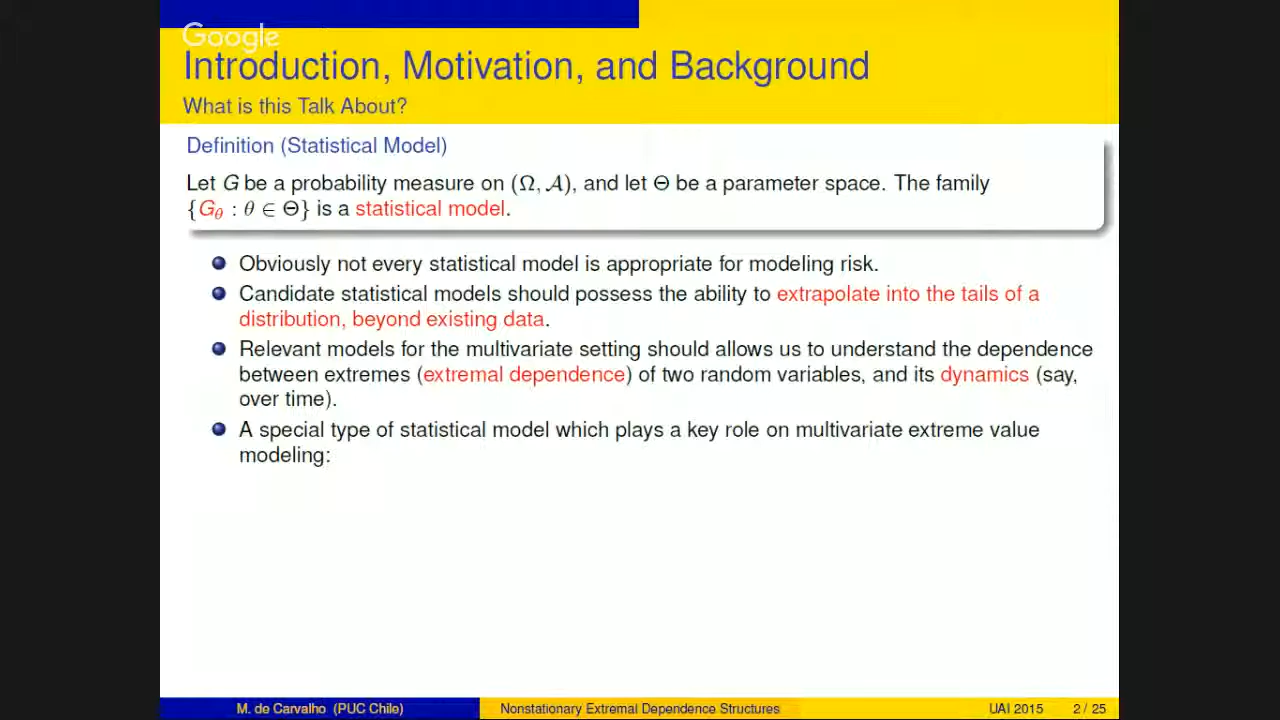 Google
Introduction, Motivation, and Background
What is this Talk About?
Definition (Statistical Model)
Let G be a probability measure on (Ω, 𝒜), and let Θ be a parameter space. The family
{G_θ : θ ∈ Θ} is a statistical model.
Obviously not every statistical model is appropriate for modeling risk.
Candidate statistical models should possess the ability to extrapolate into the tails of a
distribution, beyond existing data.
Relevant models for the multivariate setting should allows us to understand the dependence
between extremes (extremal dependence) of two random variables, and its dynamics (say,
over time).
A special type of statistical model which plays a key role on multivariate extreme value
modeling:
M. de Carvalho (PUC Chile) Nonstationary Extremal Dependence Structures UAI 2015 2 / 25